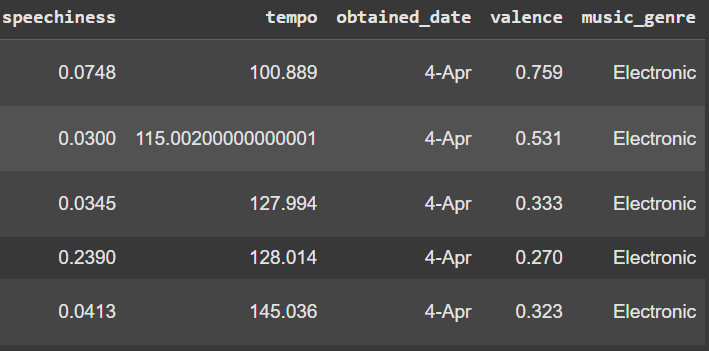 speechiness tempo obtained_date valence music_genre
0.0748 100.889 4-Apr 0.759 Electronic
0.0300 115.00200000000001 4-Apr 0.531 Electronic
0.0345 127.994 4-Apr 0.333 Electronic
0.2390 128.014 4-Apr 0.270 Electronic
0.0413 145.036 4-Apr 0.323 Electronic